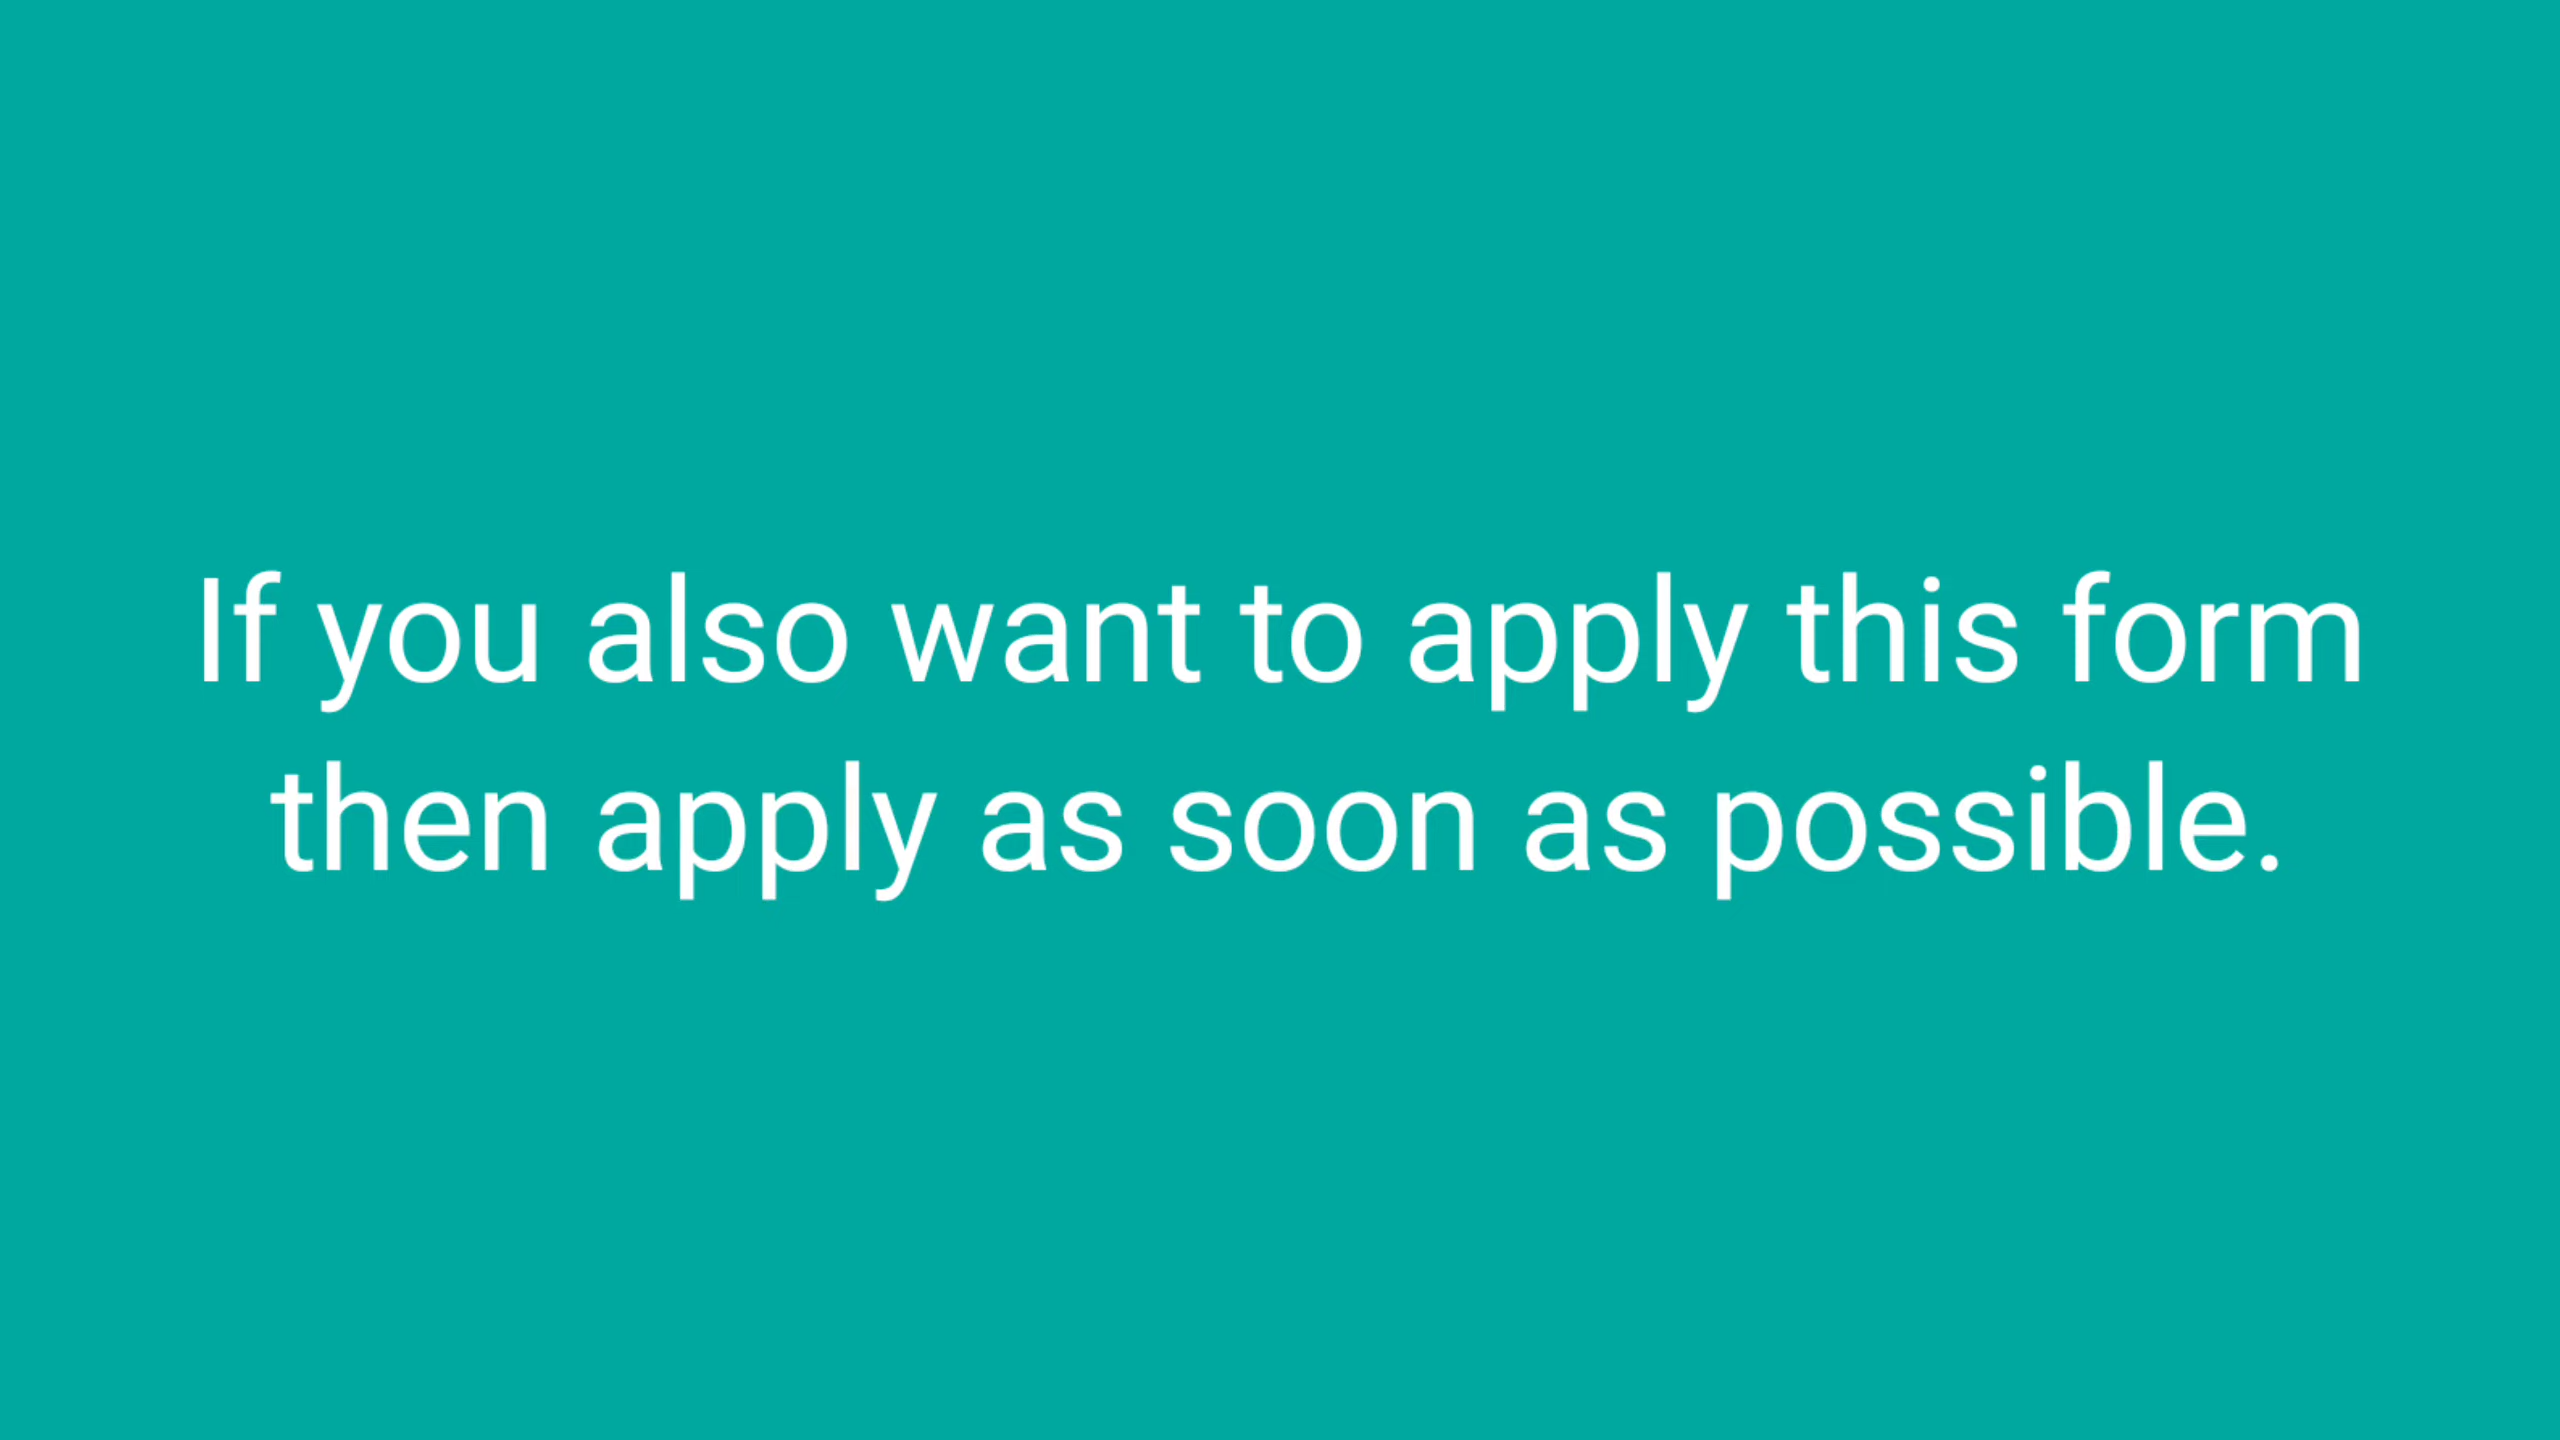 If you also want to apply this form
then apply as soon as possible.